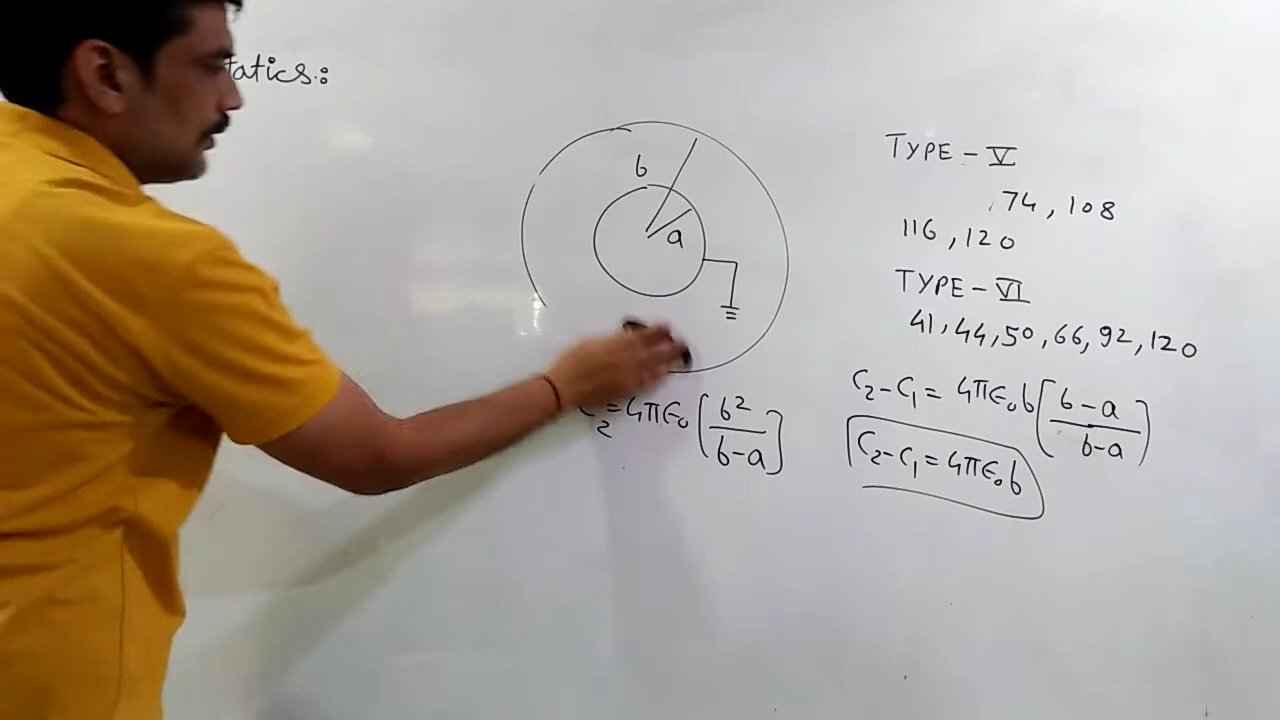 tatics:
b
a
TYPE - V
74, 108
116, 120
TYPE - VI
41, 44, 50, 66, 92, 120
C₂ = 4πϵ₀ [b²/(b-a)]
C₂-C₁ = 4πϵ₀b [(b-a)/(b-a)]
C₂-C₁ = 4πϵ₀b